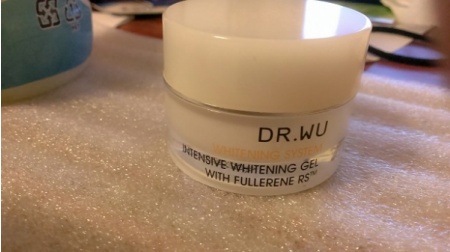 DR.WU
INTENSIVE WHITENING GEL
WITH FULLERENE RS™